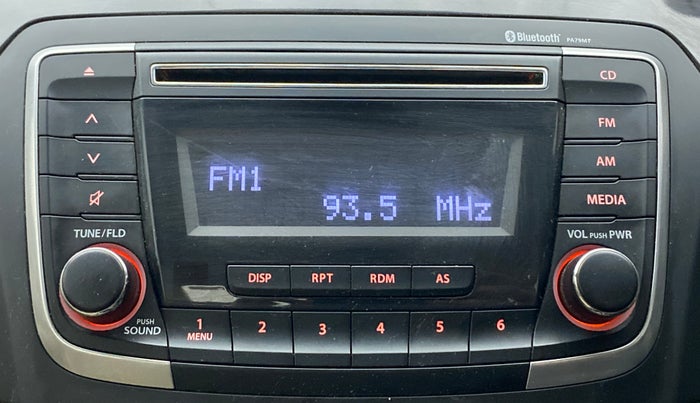 Bluetooth PA79MT
CD
FM
AM
MEDIA
FM1
93.5 MHz
TUNE/FLD
VOL PUSH PWR
DISP RPT RDM AS
PUSH
SOUND
1 2 3 4 5 6
MENU